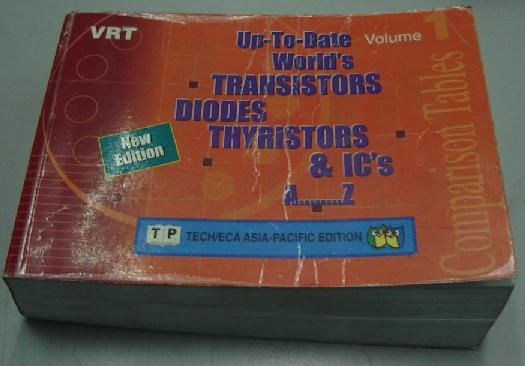 VRT
Up-To-Date
World's
TRANSISTORS
DIODES
THYRISTORS
& IC's
A.........Z
Volume 1
New
Edition
Comparison Tables
TP TECH/ECA ASIA-PACIFIC EDITION